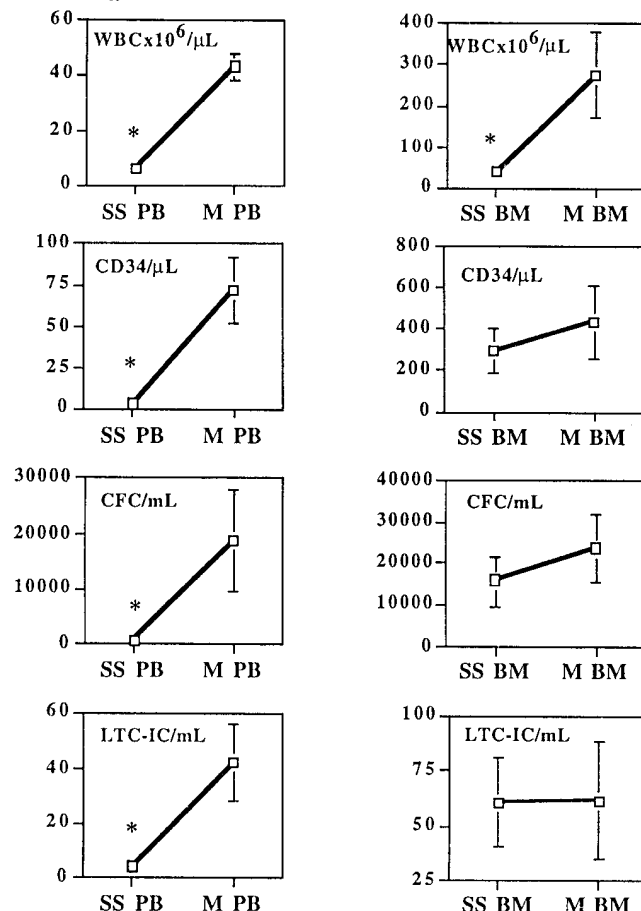 WBCx10⁶/μL
60
40
20
0
*
SS PB M PB
WBCx10⁶/μL
400
300
200
100
0
*
SS BM M BM
CD34/μL
100
75
50
25
0
*
SS PB M PB
CD34/μL
800
600
400
200
0
SS BM M BM
CFC/mL
30000
20000
10000
0
*
SS PB M PB
CFC/mL
40000
30000
20000
10000
0
SS BM M BM
LTC-IC/mL
60
40
20
0
*
SS PB M PB
LTC-IC/mL
100
75
50
25
SS BM M BM